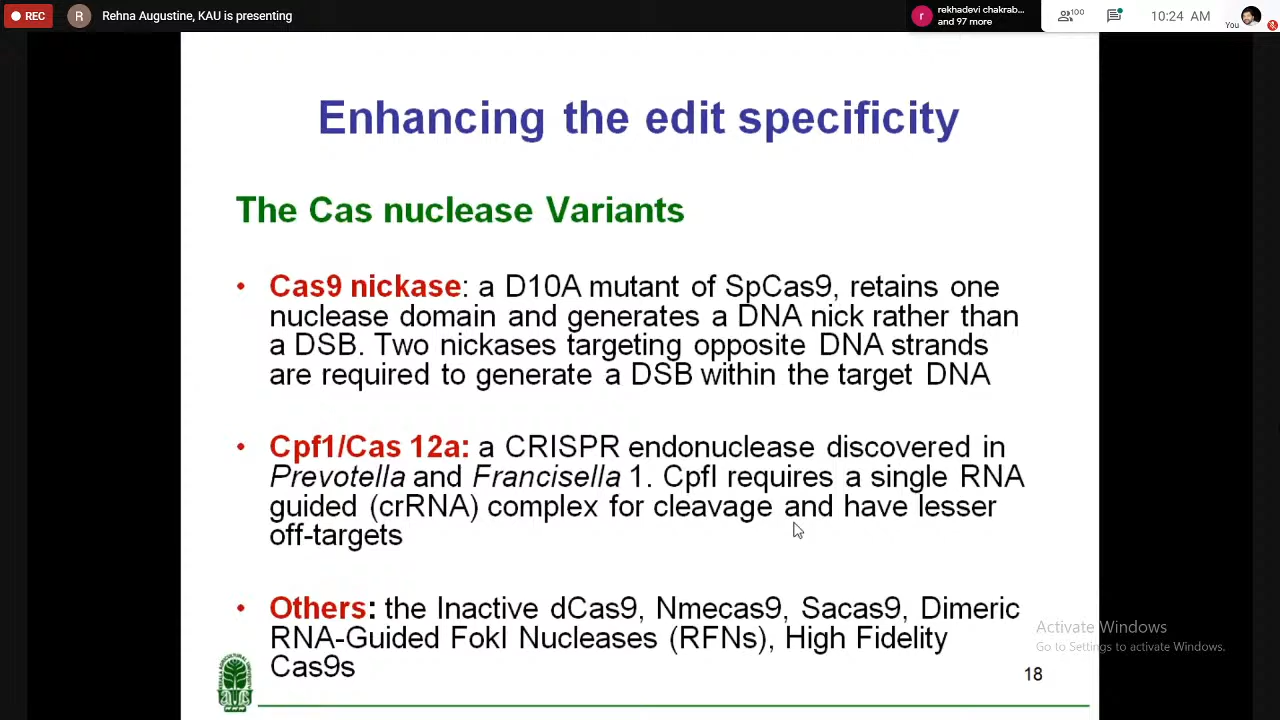 REC
R
Rehna Augustine, KAU is presenting
r
rekhadevi chakrab...
and 97 more
100
10:24 AM
You
Enhancing the edit specificity
The Cas nuclease Variants
• Cas9 nickase: a D10A mutant of SpCas9, retains one
nuclease domain and generates a DNA nick rather than
a DSB. Two nickases targeting opposite DNA strands
are required to generate a DSB within the target DNA
• Cpf1/Cas 12a: a CRISPR endonuclease discovered in
Prevotella and Francisella 1. CpfI requires a single RNA
guided (crRNA) complex for cleavage and have lesser
off-targets
• Others: the Inactive dCas9, Nmecas9, Sacas9, Dimeric
RNA-Guided FokI Nucleases (RFNs), High Fidelity
Cas9s
Activate Windows
Go to Settings to activate Windows.
18